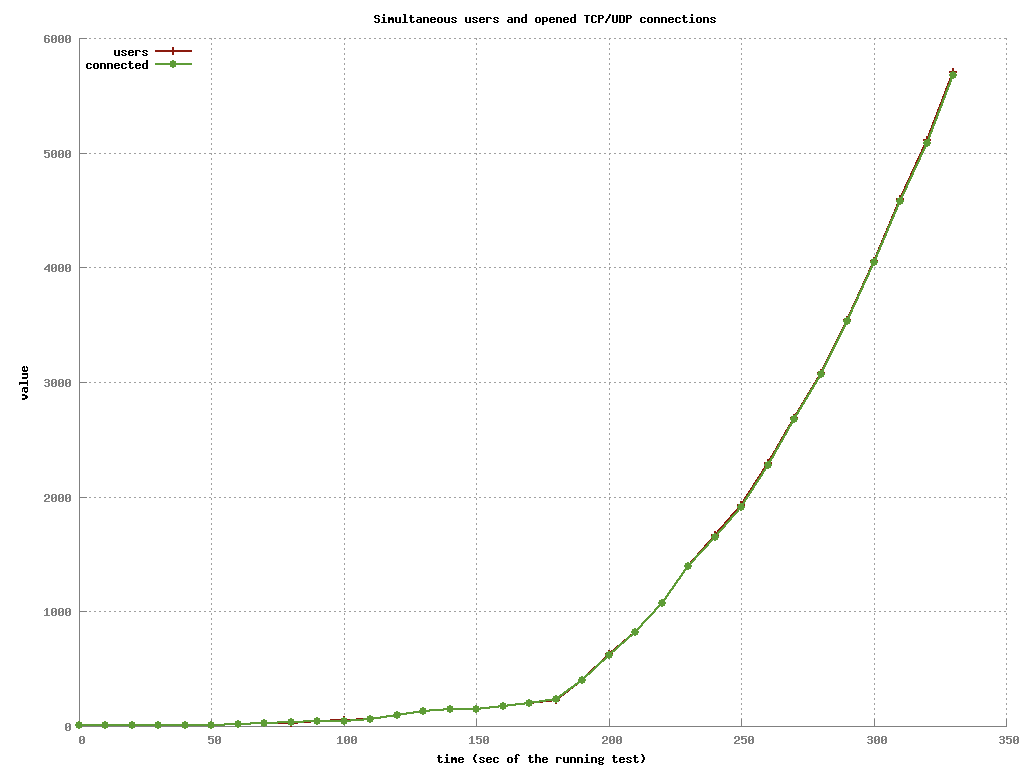 Simultaneous users and opened TCP/UDP connections
users
connected
6000
5000
4000
3000
2000
1000
0
value
0 50 100 150 200 250 300 350
time (sec of the running test)